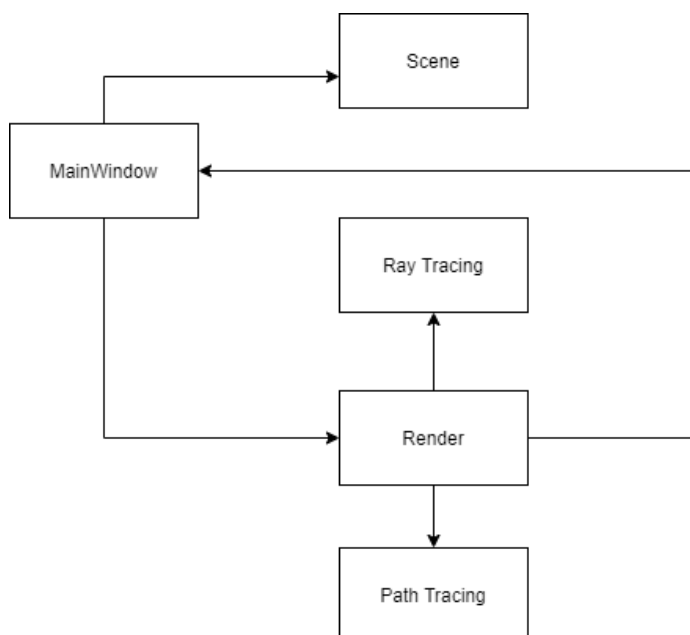 Scene
MainWindow
Ray Tracing
Render
Path Tracing